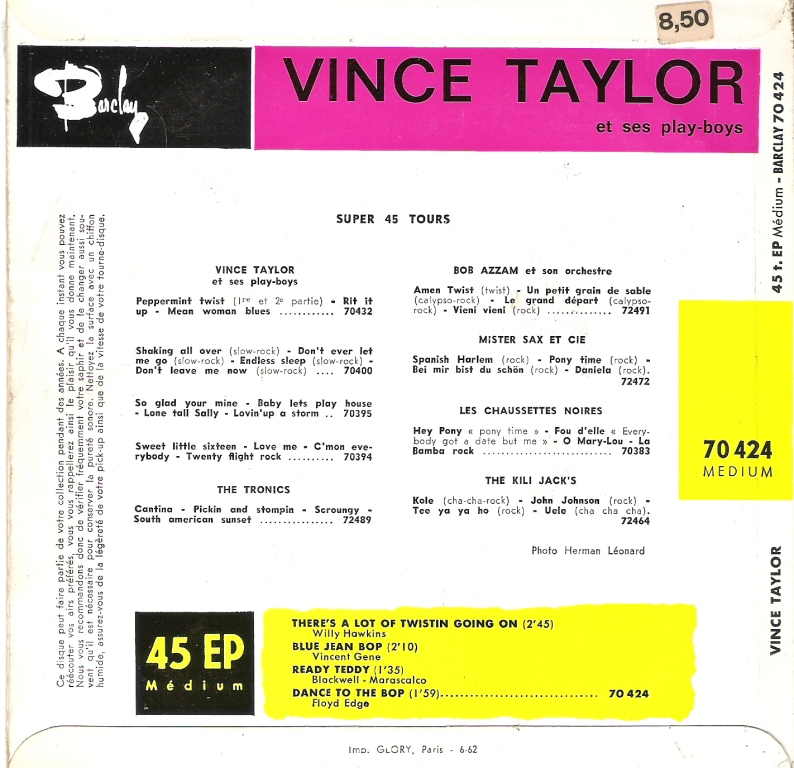 8,50
Barclay
VINCE TAYLOR
et ses play-boys
45 t. EP Médium - BARCLAY 70 424
SUPER 45 TOURS
VINCE TAYLOR
et ses play-boys
Peppermint twist (1re et 2e partie) - Rit it
up - Mean woman blues ............ 70432
Shaking all over (slow-rock) - Don't ever let
me go (slow-rock) - Endless sleep (slow-rock) -
Don't leave me now (slow-rock) .... 70400
So glad your mine - Baby lets play house
- Lone tall Sally - Lovin'up a storm .. 70395
Sweet little sixteen - Love me - C'mon eve-
rybody - Twenty flight rock .......... 70394
THE TRONICS
Cantina - Pickin and stompin - Scroungy -
South american sunset ................ 72489
BOB AZZAM et son orchestre
Amen Twist (twist) - Un petit grain de sable
(calypso-rock) - Le grand départ (calypso-
rock) - Vieni vieni (rock) .............. 72491
MISTER SAX ET CIE
Spanish Harlem (rock) - Pony time (rock) -
Bei mir bist du schön (rock) - Daniela (rock).
72472
LES CHAUSSETTES NOIRES
Hey Pony « pony time » - Fou d'elle « Every-
body got a date but me » - O Mary-Lou - La
Bamba rock .......................... 70383
THE KILI JACK'S
Kole (cha-cha-rock) - John Johnson (rock) -
Tee ya ya ho (rock) - Uele (cha cha cha).
72464
Photo Herman Léonard
70 424
MEDIUM
VINCE TAYLOR
Ce disque peut faire partie de votre collection pendant des années. A chaque instant vous pouvez
réécouter vos airs préférés, vous vous rappellerez ainsi le plaisir qu'il vous donne maintenant.
Nous vous recommandons donc de vérifier fréquemment votre saphir et de le changer aussi sou-
vent qu'il est nécessaire pour conserver la pureté sonore. Nettoyez la surface avec un chiffon
humide, assurez-vous de la légèreté de votre pick-up ainsi que de la vitesse de votre tourne-disque.
45 EP
Médium
THERE'S A LOT OF TWISTIN GOING ON (2'45)
Willy Hawkins
BLUE JEAN BOP (2'10)
Vincent Gene
READY TEDDY (1'35)
Blackwell - Marascalco
DANCE TO THE BOP (1'59)............................... 70 424
Floyd Edge
Imp. GLORY, Paris - 6-62